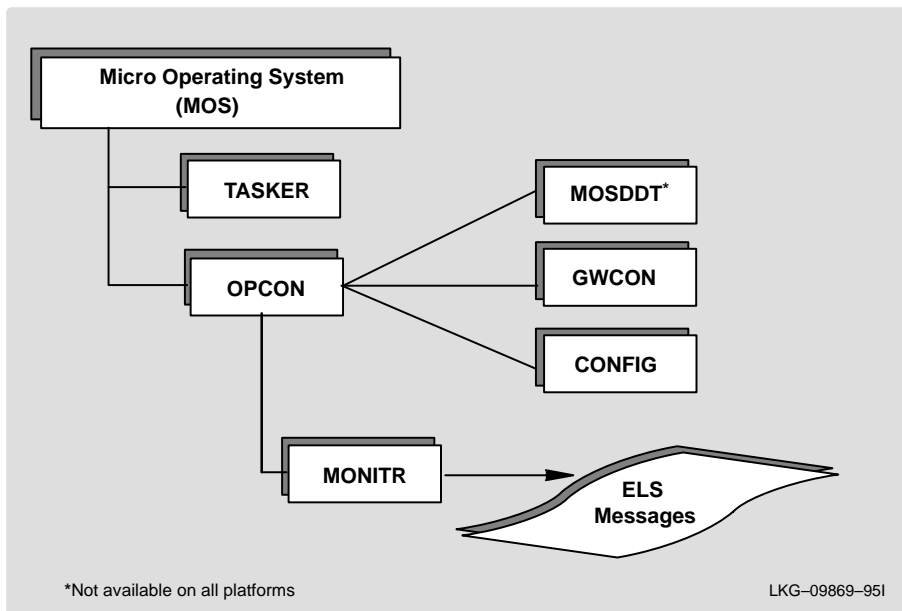 Micro Operating System
(MOS)
TASKER
MOSDDT*
OPCON
GWCON
CONFIG
MONITR
ELS
Messages
*Not available on all platforms
LKG–09869–95I